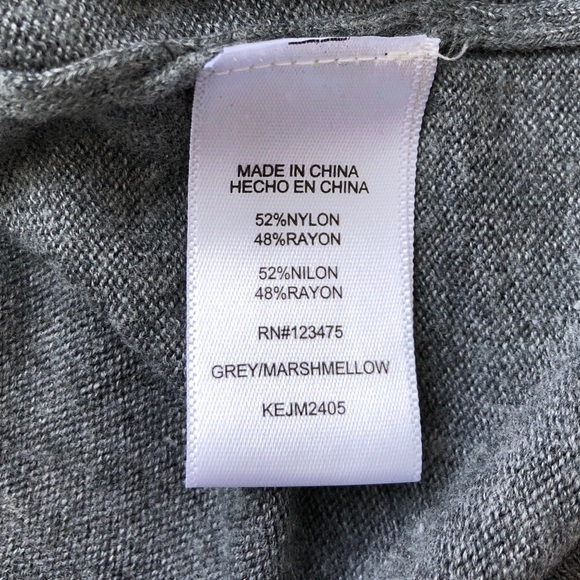 MADE IN CHINA
HECHO EN CHINA
52%NYLON
48%RAYON
52%NILON
48%RAYON
RN#123475
GREY/MARSHMELLOW
KEJM2405